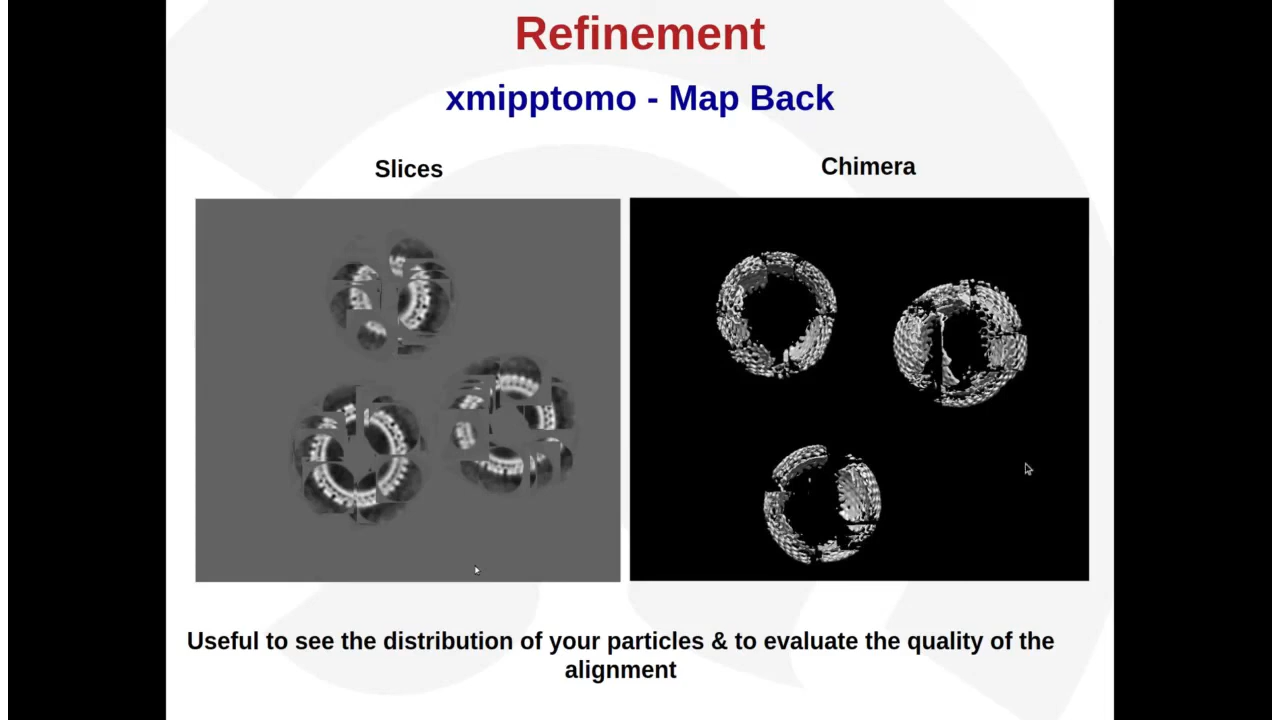 Refinement
xmipptomo - Map Back
Slices
Chimera
Useful to see the distribution of your particles & to evaluate the quality of the
alignment